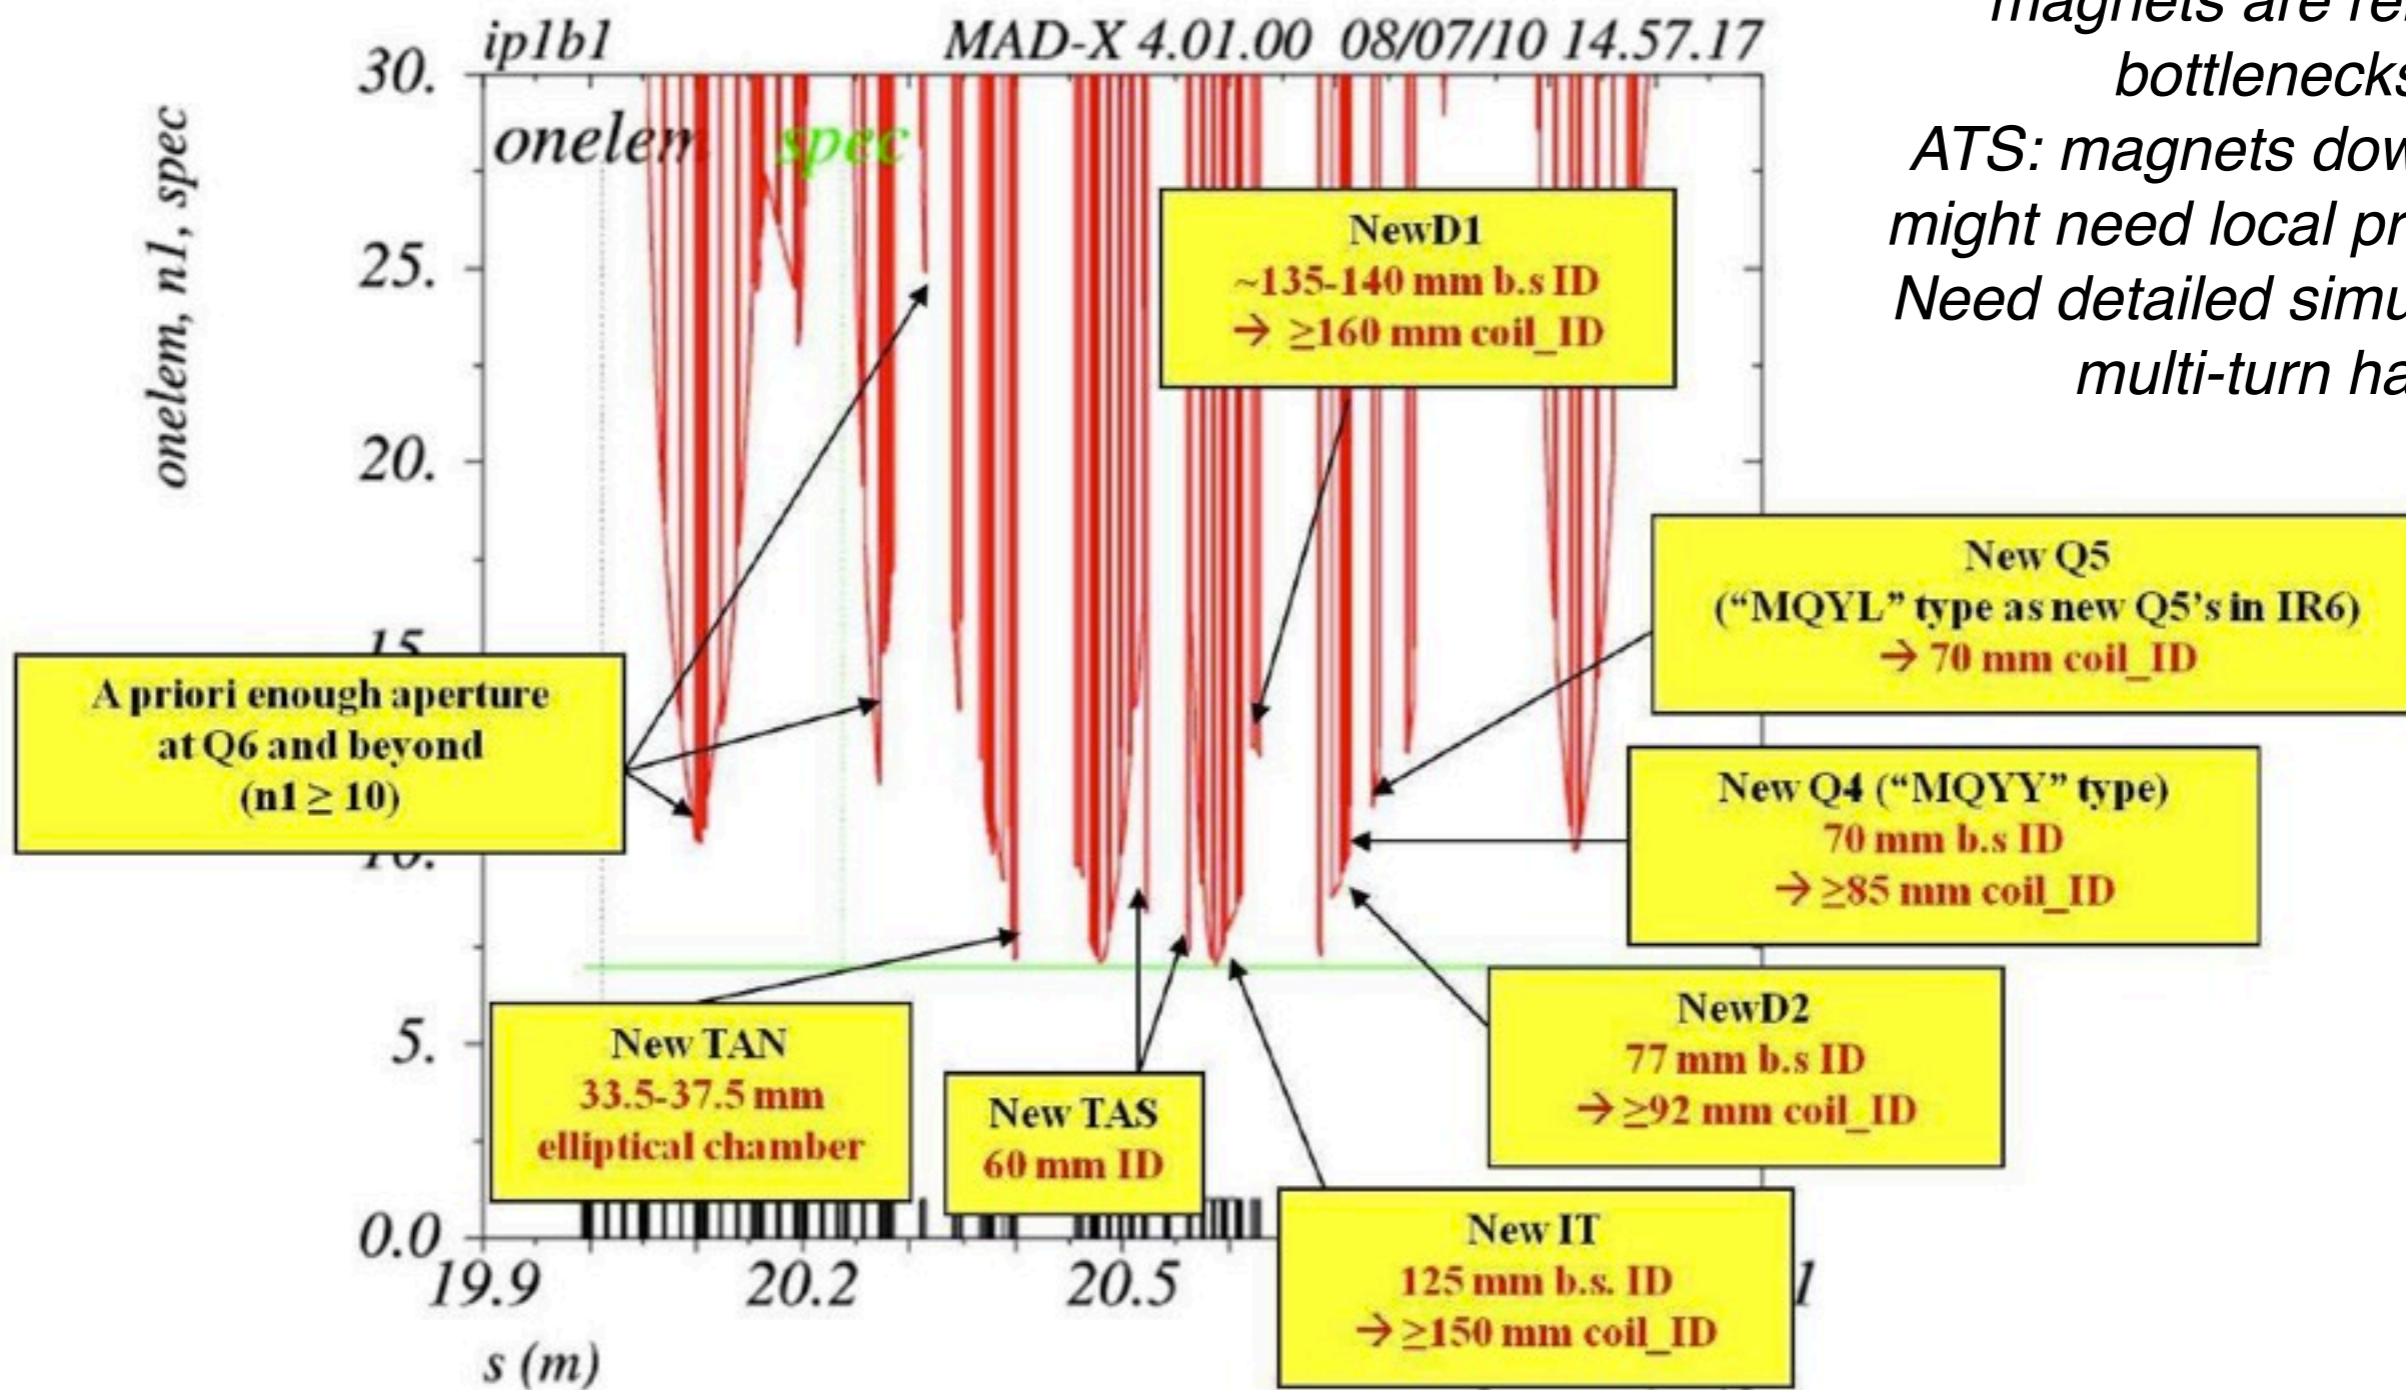 magnets are
bottlenecks
ip1b1
MAD-X 4.01.00 08/07/10 14.57.17
onelem, n1, spec
30.
onelem
spec
ATS: magnets
might need local
Need detailed
multi-turn
25.
20.
15.
10.
5.
0.0
NewD1
~135-140 mm b.s ID
→ ≥160 mm coil_ID
New Q5
(“MQYL” type as new Q5’s in IR6)
→ 70 mm coil_ID
A priori enough aperture
at Q6 and beyond
(n1 ≥ 10)
New Q4 (“MQYY” type)
70 mm b.s ID
→ ≥85 mm coil_ID
NewD2
77 mm b.s ID
→ ≥92 mm coil_ID
New TAN
33.5-37.5 mm
elliptical chamber
New TAS
60 mm ID
New IT
125 mm b.s. ID
→ ≥150 mm coil_ID
19.9
20.2
20.5
s (m)